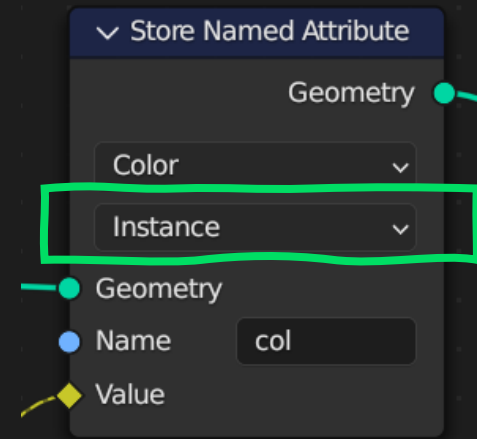 Store Named Attribute
Geometry
Color
Instance
Geometry
Name col
Value